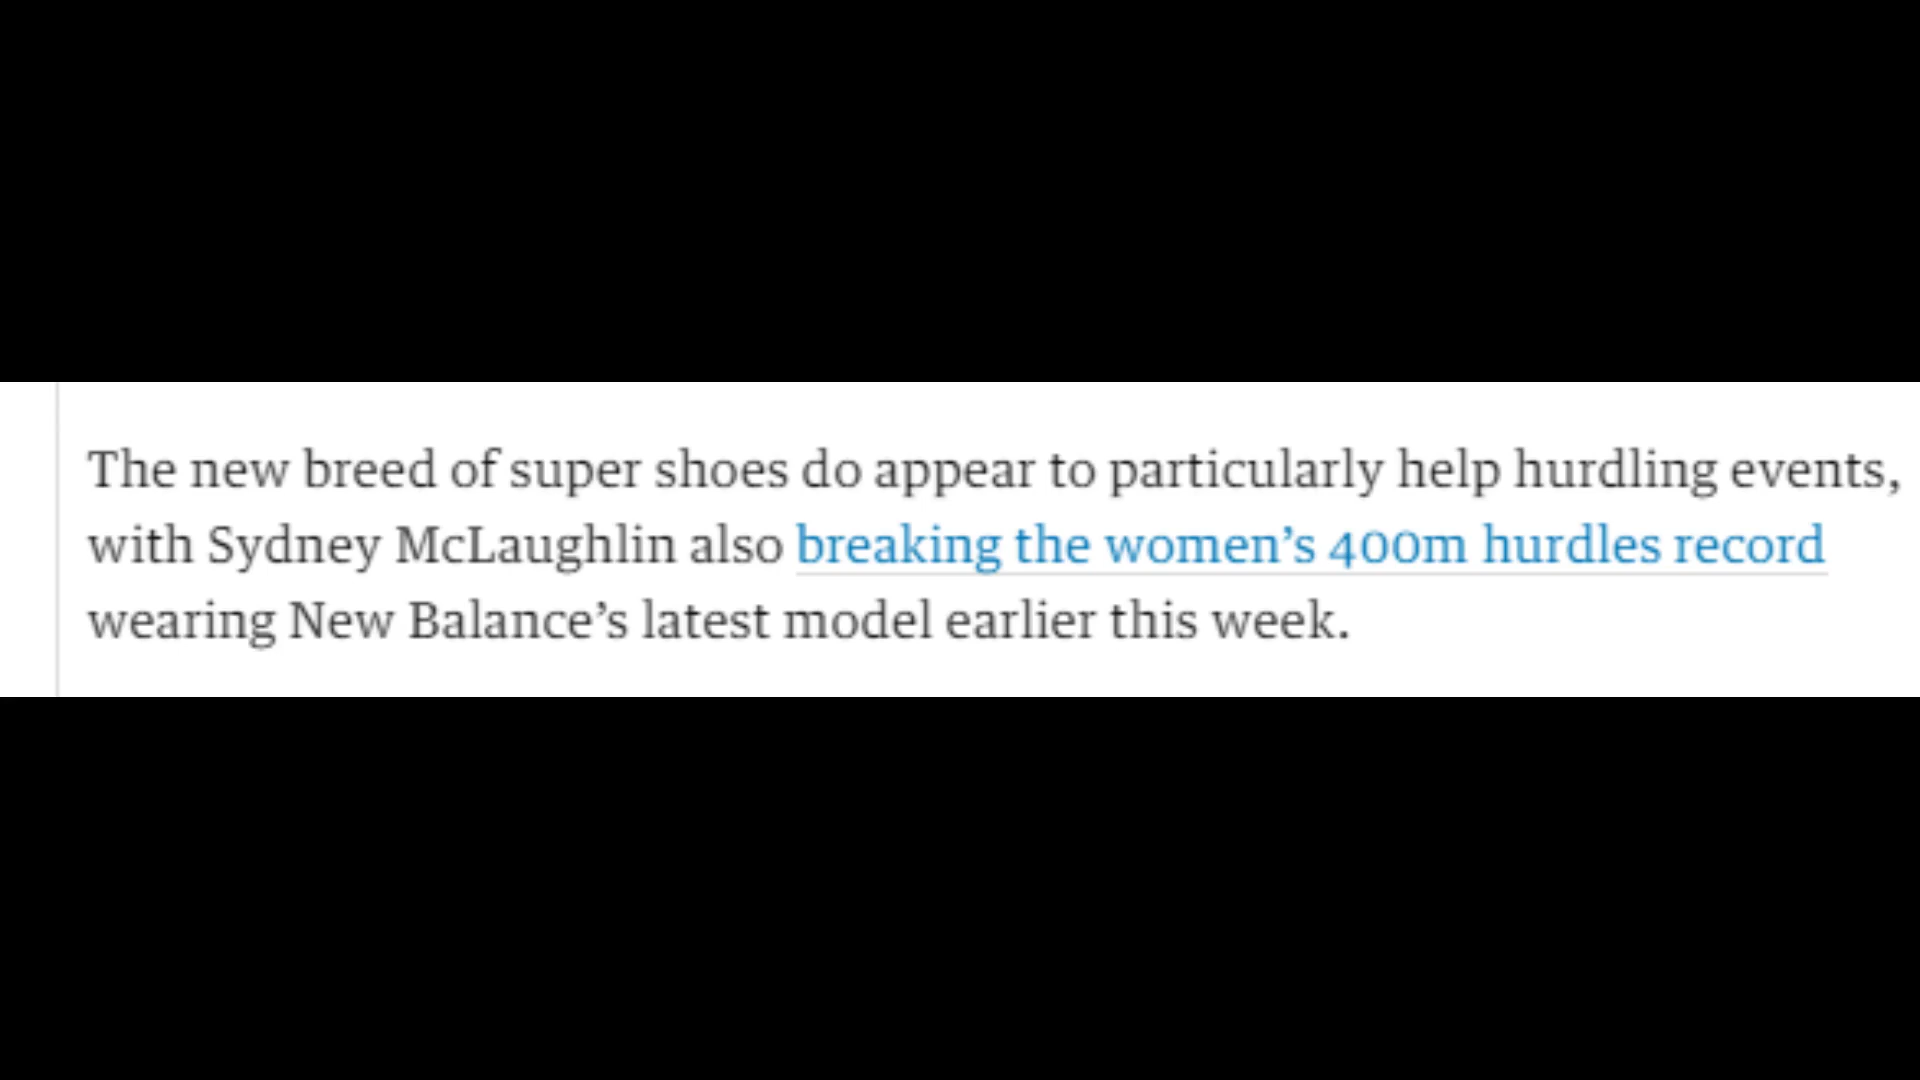 The new breed of super shoes do appear to particularly help hurdling events,
with Sydney McLaughlin also breaking the women’s 400m hurdles record
wearing New Balance’s latest model earlier this week.